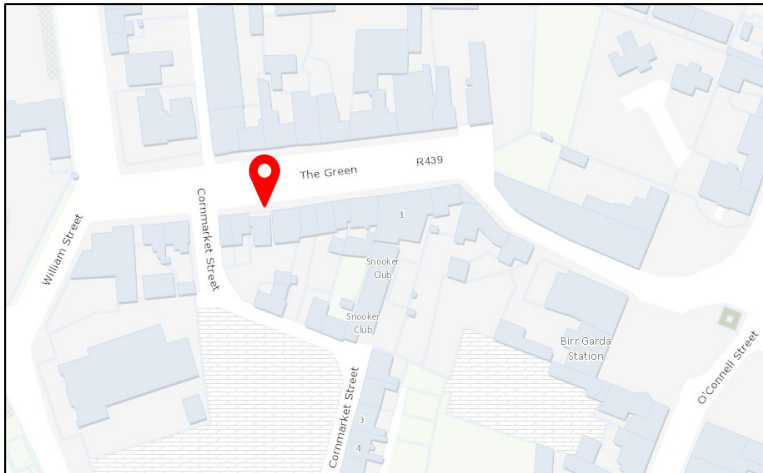 The Green
R439
Cornmarket Street
William Street
1
Snooker
Club
Snooker
Club
Birr Garda
Station
O'Connell Street
Cornmarket Street
3
4